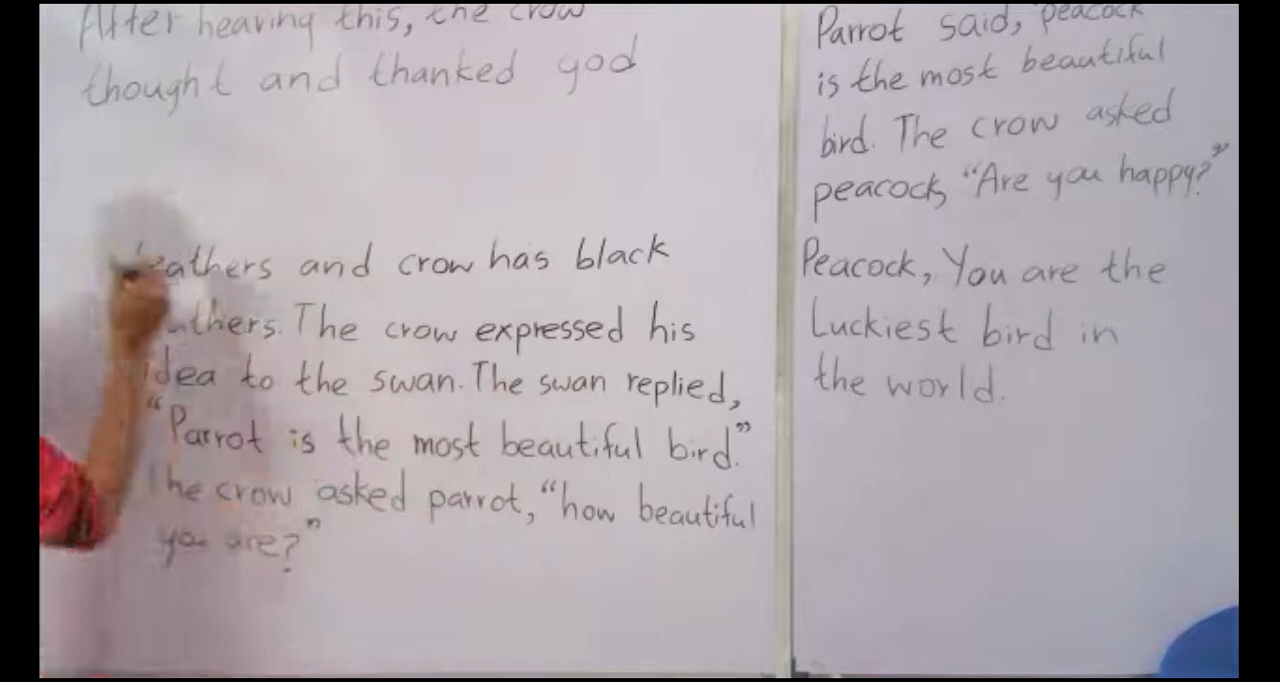 After hearing this, the crow
thought and thanked god
feathers and crow has black
The crow expressed his
idea to the swan. The swan replied,
"Parrot is the most beautiful bird."
The crow asked parrot, "how beautiful
you are?"
Parrot said, peacock
is the most beautiful
bird. The crow asked
peacock, "Are you happy?"
Peacock, You are the
Luckiest bird in
the world.